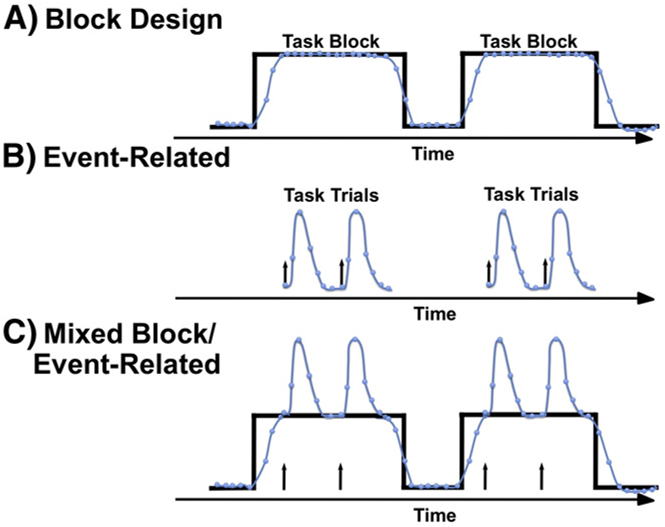 A) Block Design
Task Block Task Block
Time
B) Event-Related
Task Trials Task Trials
Time
C) Mixed Block/
Event-Related
Time